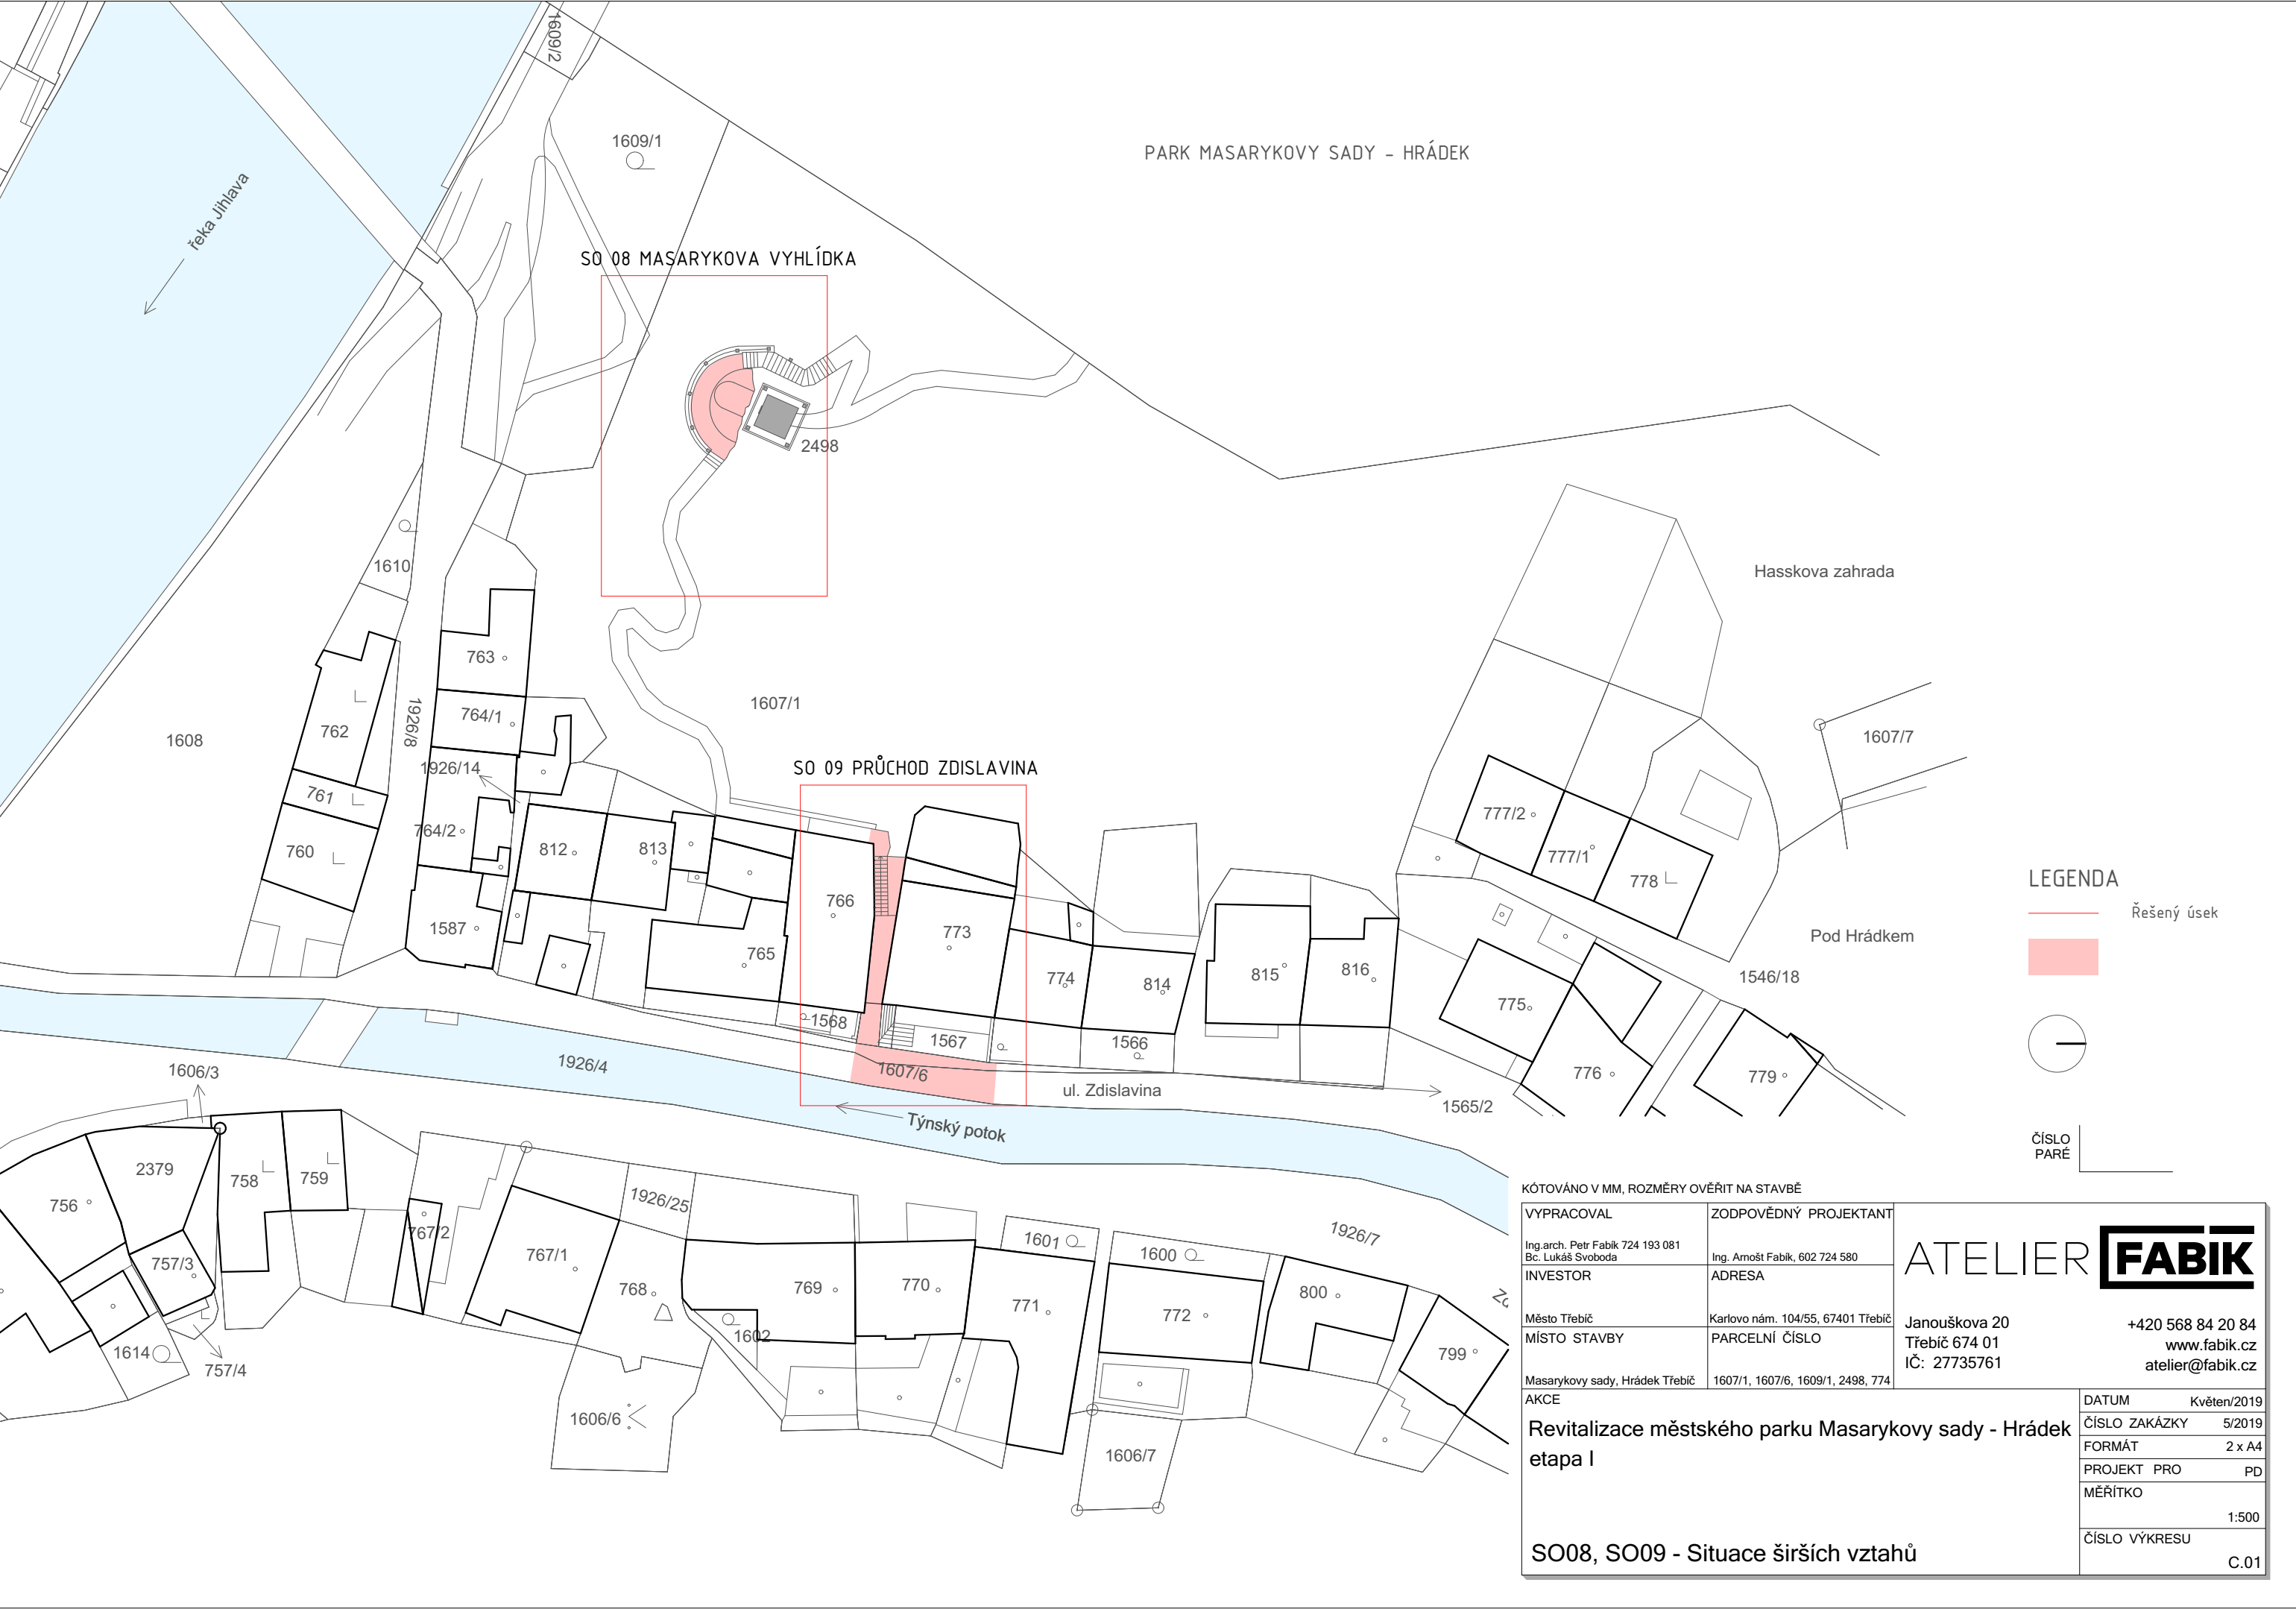 1609/2
1609/1
PARK MASARYKOVY SADY - HRÁDEK
řeka Jihlava
SO 08 MASARYKOVA VYHLÍDKA
2498
1610
Hasskova zahrada
763
764/1
762
1926/8
1607/1
1608
1607/7
SO 09 PRŮCHOD ZDISLAVINA
1926/14
761
764/2
760
812
813
777/2
777/1
778
LEGENDA
Řešený úsek
766
1587
773
765
774
814
815
816
Pod Hrádkem
1546/18
775
1568
1567
1566
1926/4
1606/3
1607/6
ul. Zdislavina
776
779
1565/2
Týnský potok
ČÍSLO
PARÉ
2379
758
759
756
1926/25
767/2
767/1
757/3
1601
1600
1926/7
768
769
770
771
772
800
1602
799
1614
757/4
1606/6
1606/7
KÓTOVÁNO V MM, ROZMĚRY OVĚŘIT NA STAVBĚ
VYPRACOVAL
Ing.arch. Petr Fabík 724 193 081
Bc. Lukáš Svoboda
ZODPOVĚDNÝ PROJEKTANT
Ing. Arnošt Fabík, 602 724 580
INVESTOR
Město Třebíč
ADRESA
Karlovo nám. 104/55, 67401 Třebíč
MÍSTO STAVBY
Masarykovy sady, Hrádek Třebíč
PARCELNÍ ČÍSLO
1607/1, 1607/6, 1609/1, 2498, 774
ATELIER FABÍK
Janouškova 20
Třebíč 674 01
IČ: 27735761
+420 568 84 20 84
www.fabik.cz
atelier@fabik.cz
AKCE
Revitalizace městského parku Masarykovy sady - Hrádek
etapa I
SO08, SO09 - Situace širších vztahů
DATUM Květen/2019
ČÍSLO ZAKÁZKY 5/2019
FORMÁT 2 x A4
PROJEKT PRO PD
MĚŘÍTKO
1:500
ČÍSLO VÝKRESU
C.01